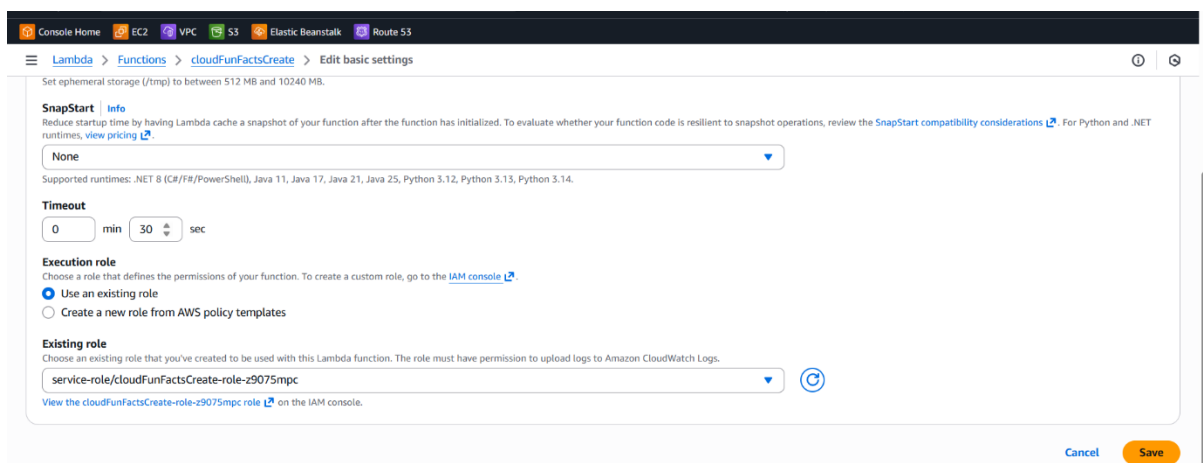 Console Home EC2 VPC S3 Elastic Beanstalk Route 53
Lambda > Functions > cloudFunFactsCreate > Edit basic settings
Set ephemeral storage (/tmp) to between 512 MB and 10240 MB.
SnapStart Info
Reduce startup time by having Lambda cache a snapshot of your function after the function has initialized. To evaluate whether your function code is resilient to snapshot operations, review the SnapStart compatibility considerations. For Python and .NET
runtimes, view pricing.
None
Supported runtimes: .NET 8 (C#/F#/PowerShell), Java 11, Java 17, Java 21, Java 25, Python 3.12, Python 3.13, Python 3.14.
Timeout
0 min 30 sec
Execution role
Choose a role that defines the permissions of your function. To create a custom role, go to the IAM console.
Use an existing role
Create a new role from AWS policy templates
Existing role
Choose an existing role that you've created to be used with this Lambda function. The role must have permission to upload logs to Amazon CloudWatch Logs.
service-role/cloudFunFactsCreate-role-z9075mpc
View the cloudFunFactsCreate-role-z9075mpc role on the IAM console.
Cancel Save